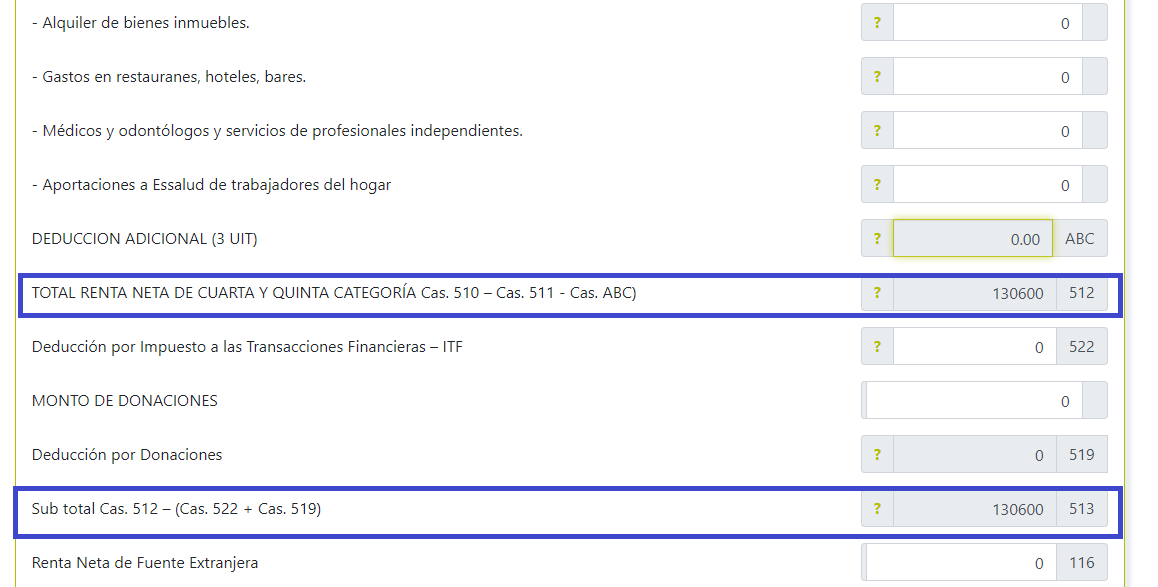 - Alquiler de bienes inmuebles. ? 0
- Gastos en restauranes, hoteles, bares. ? 0
- Médicos y odontólogos y servicios de profesionales independientes. ? 0
- Aportaciones a Essalud de trabajadores del hogar ? 0
DEDUCCION ADICIONAL (3 UIT) ? 0.00 ABC
TOTAL RENTA NETA DE CUARTA Y QUINTA CATEGORÍA Cas. 510 – Cas. 511 - Cas. ABC) ? 130600 512
Deducción por Impuesto a las Transacciones Financieras – ITF ? 0 522
MONTO DE DONACIONES 0
Deducción por Donaciones ? 0 519
Sub total Cas. 512 – (Cas. 522 + Cas. 519) ? 130600 513
Renta Neta de Fuente Extranjera 0 116